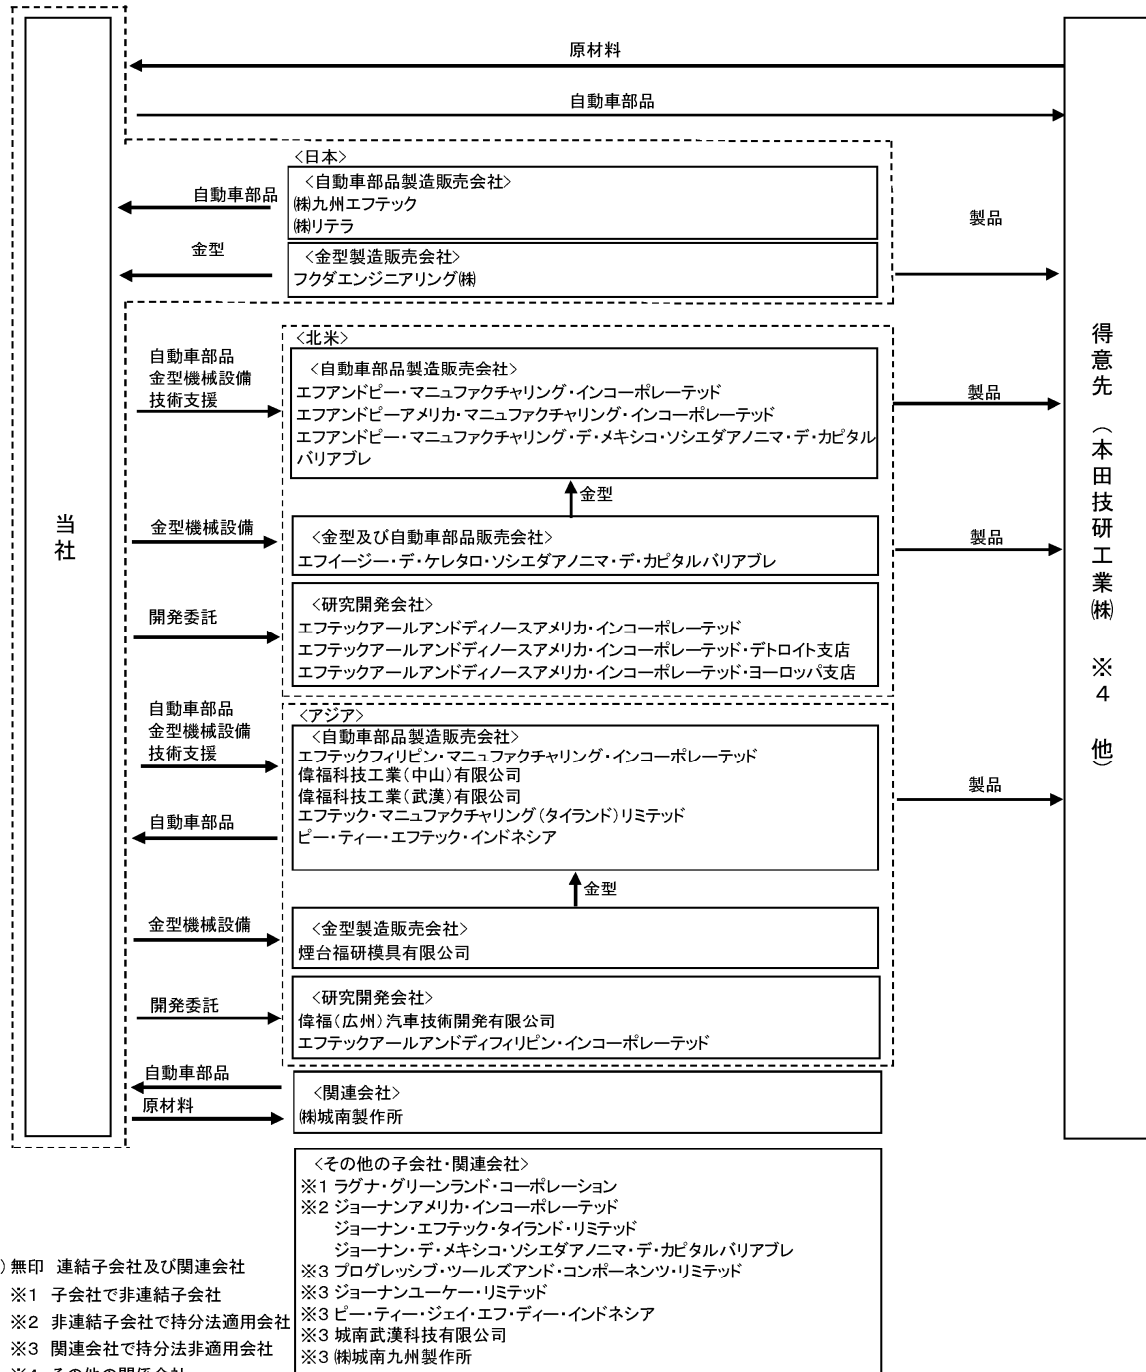 原材料
自動車部品
<日本>
<自動車部品製造販売会社>
㈱九州エフテック
㈱リテラ
自動車部品
製品
金型
<金型製造販売会社>
フクダエンジニアリング㈱
<北米>
自動車部品
金型機械設備
技術支援
<自動車部品製造販売会社>
エフアンドピー・マニュファクチャリング・インコーポレーテッド
エフアンドピーアメリカ・マニュファクチャリング・インコーポレーテッド
エフアンドピー・マニュファクチャリング・デ・メキシコ・ソシエダアノニマ・デ・カピタル
バリアブレ
製品
金型
当社
得意先（本田技研工業㈱ ※４ 他）
金型機械設備
<金型及び自動車部品販売会社>
エフイージー・デ・ケレタロ・ソシエダアノニマ・デ・カピタルバリアブレ
製品
開発委託
<研究開発会社>
エフテックアールアンドディノースアメリカ・インコーポレーテッド
エフテックアールアンドディノースアメリカ・インコーポレーテッド・デトロイト支店
エフテックアールアンドディノースアメリカ・インコーポレーテッド・ヨーロッパ支店
<アジア>
自動車部品
金型機械設備
技術支援
<自動車部品製造販売会社>
エフテックフィリピン・マニュファクチャリング・インコーポレーテッド
偉福科技工業（中山）有限公司
偉福科技工業（武漢）有限公司
エフテック・マニュファクチャリング（タイランド）リミテッド
ピー・ティー・エフテック・インドネシア
製品
自動車部品
金型
金型機械設備
<金型製造販売会社>
煙台福研模具有限公司
開発委託
<研究開発会社>
偉福（広州）汽車技術開発有限公司
エフテックアールアンドディフィリピン・インコーポレーテッド
自動車部品
原材料
<関連会社>
㈱城南製作所
<その他の子会社・関連会社>
※1 ラグナ・グリーンランド・コーポレーション
※2 ジョーナンアメリカ・インコーポレーテッド
ジョーナン・エフテック・タイランド・リミテッド
ジョーナン・デ・メキシコ・ソシエダアノニマ・デ・カピタルバリアブレ
※3 プログレッシブ・ツールズアンド・コンポーネンツ・リミテッド
※3 ジョーナンユーケー・リミテッド
※3 ピー・ティー・ジェイ・エフ・ディー・インドネシア
※3 城南武漢科技有限公司
※3 ㈱城南九州製作所
）無印 連結子会社及び関連会社
※1 子会社で非連結子会社
※2 非連結子会社で持分法適用会社
※3 関連会社で持分法非適用会社